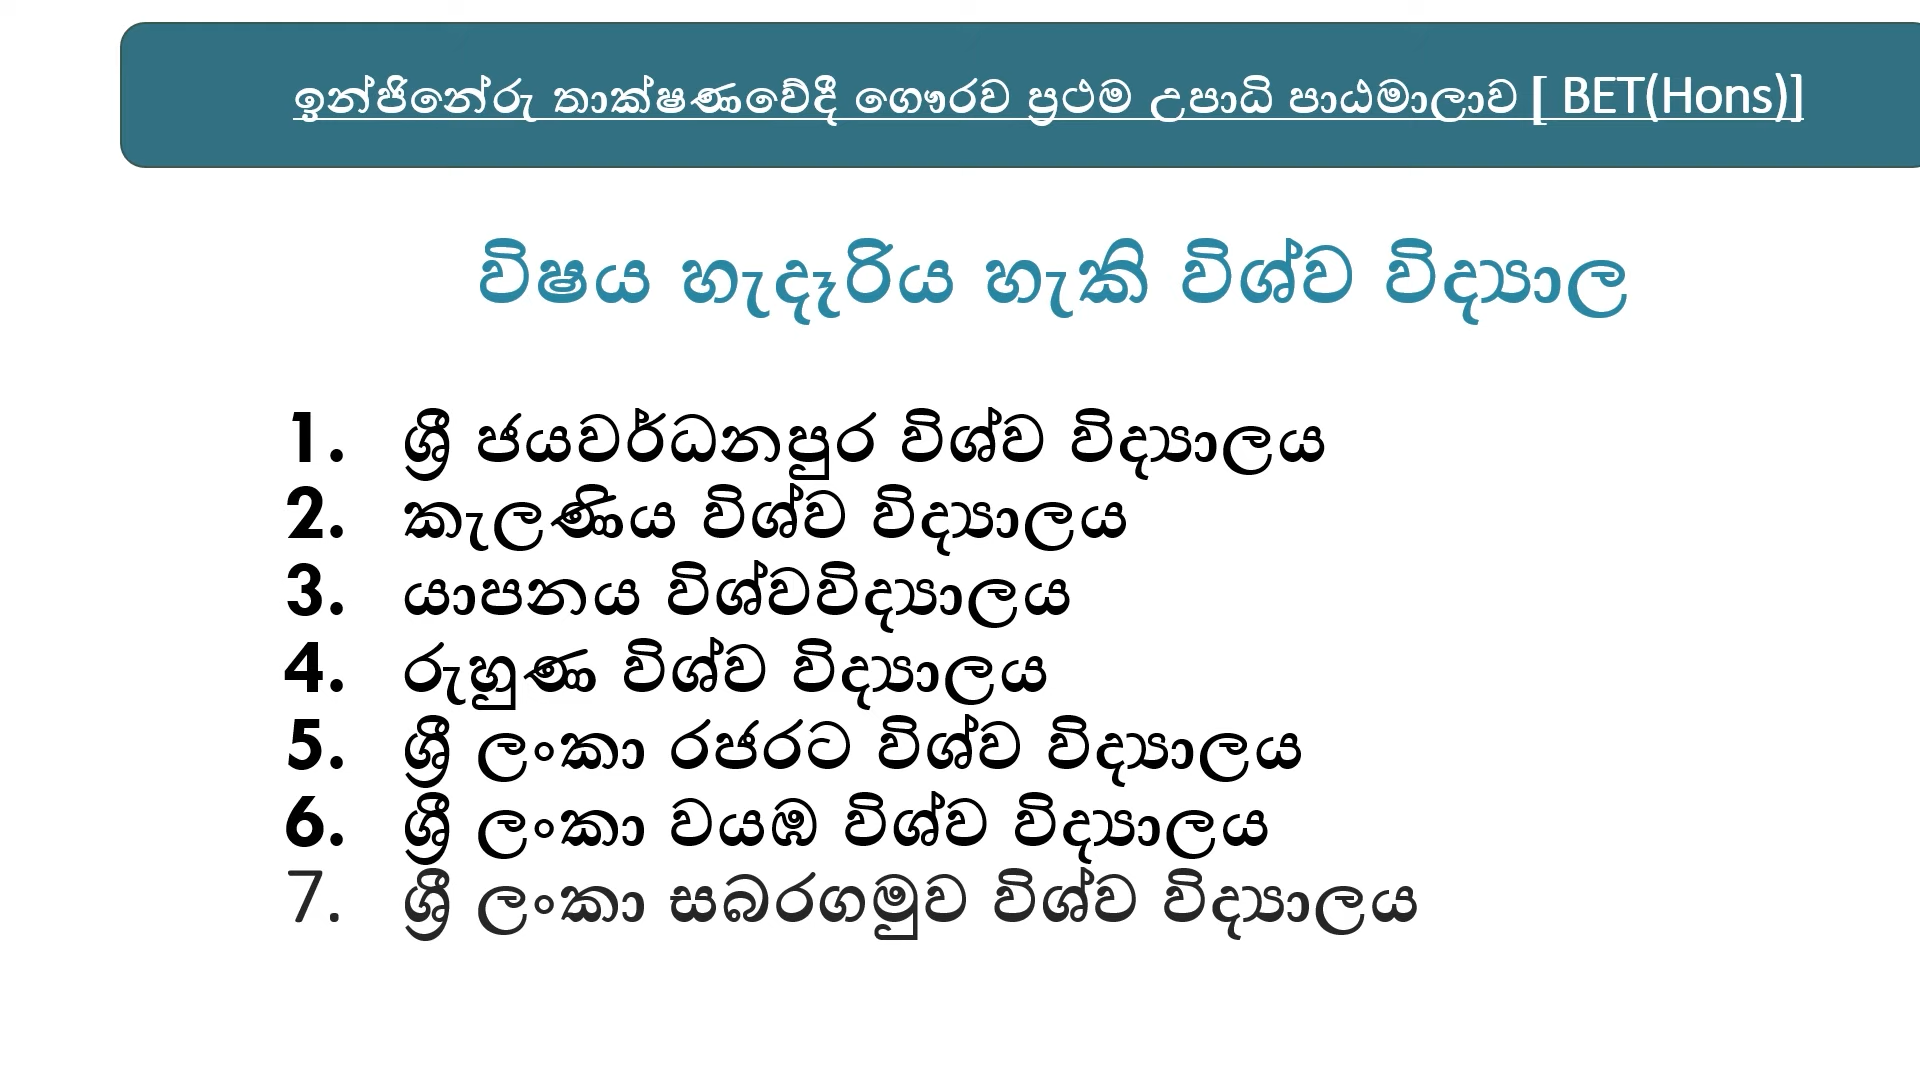 ඉන්ජිනේරු තාක්ෂණවේදී ගෞරව ප්‍රථම උපාධි පාඨමාලාව [ BET(Hons)]
විෂය හැදෑරිය හැකි විශ්ව විද්‍යාල
1. ශ්‍රී ජයවර්ධනපුර විශ්ව විද්‍යාලය
2. කැලණිය විශ්ව විද්‍යාලය
3. යාපනය විශ්වවිද්‍යාලය
4. රුහුණ විශ්ව විද්‍යාලය
5. ශ්‍රී ලංකා රජරට විශ්ව විද්‍යාලය
6. ශ්‍රී ලංකා වයඹ විශ්ව විද්‍යාලය
7. ශ්‍රී ලංකා සබරගමුව විශ්ව විද්‍යාලය